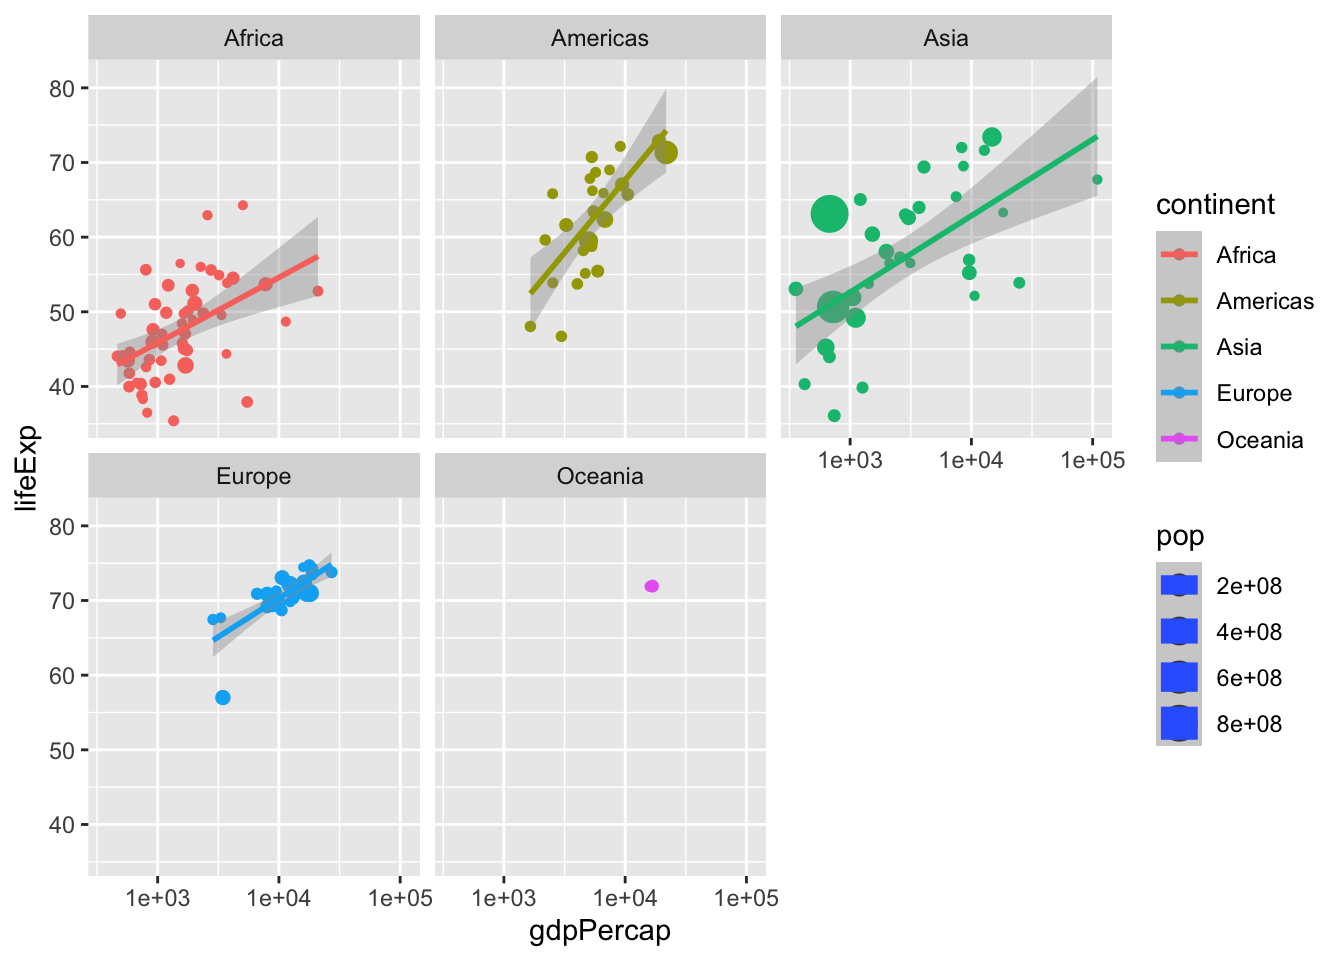 Africa
Americas
Asia
80
70
60
50
40
1e+03
1e+04
1e+05
Europe
Oceania
80
70
60
50
40
1e+03
1e+04
1e+05
1e+03
1e+04
1e+05
lifeExp
gdpPercap
continent
Africa
Americas
Asia
Europe
Oceania
pop
2e+08
4e+08
6e+08
8e+08